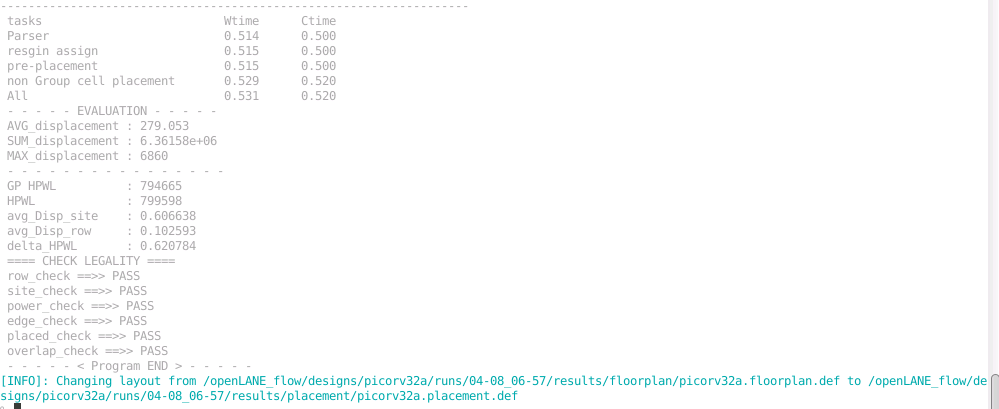 -------------------------------------------------------------------
tasks Wtime Ctime
Parser 0.514 0.500
resgin assign 0.515 0.500
pre-placement 0.515 0.500
non Group cell placement 0.529 0.520
All 0.531 0.520
- - - - - EVALUATION - - - - -
AVG_displacement : 279.053
SUM_displacement : 6.36158e+06
MAX_displacement : 6860
- - - - - - - - - - - - - - - -
GP HPWL : 794665
HPWL : 799598
avg_Disp_site : 0.606638
avg_Disp_row : 0.102593
delta_HPWL : 0.620784
==== CHECK LEGALITY ====
row_check ==>> PASS
site_check ==>> PASS
power_check ==>> PASS
edge_check ==>> PASS
placed_check ==>> PASS
overlap_check ==>> PASS
- - - - - < Program END > - - - - -
[INFO]: Changing layout from /openLANE_flow/designs/picorv32a/runs/04-08_06-57/results/floorplan/picorv32a.floorplan.def to /openLANE_flow/de
signs/picorv32a/runs/04-08_06-57/results/placement/picorv32a.placement.def